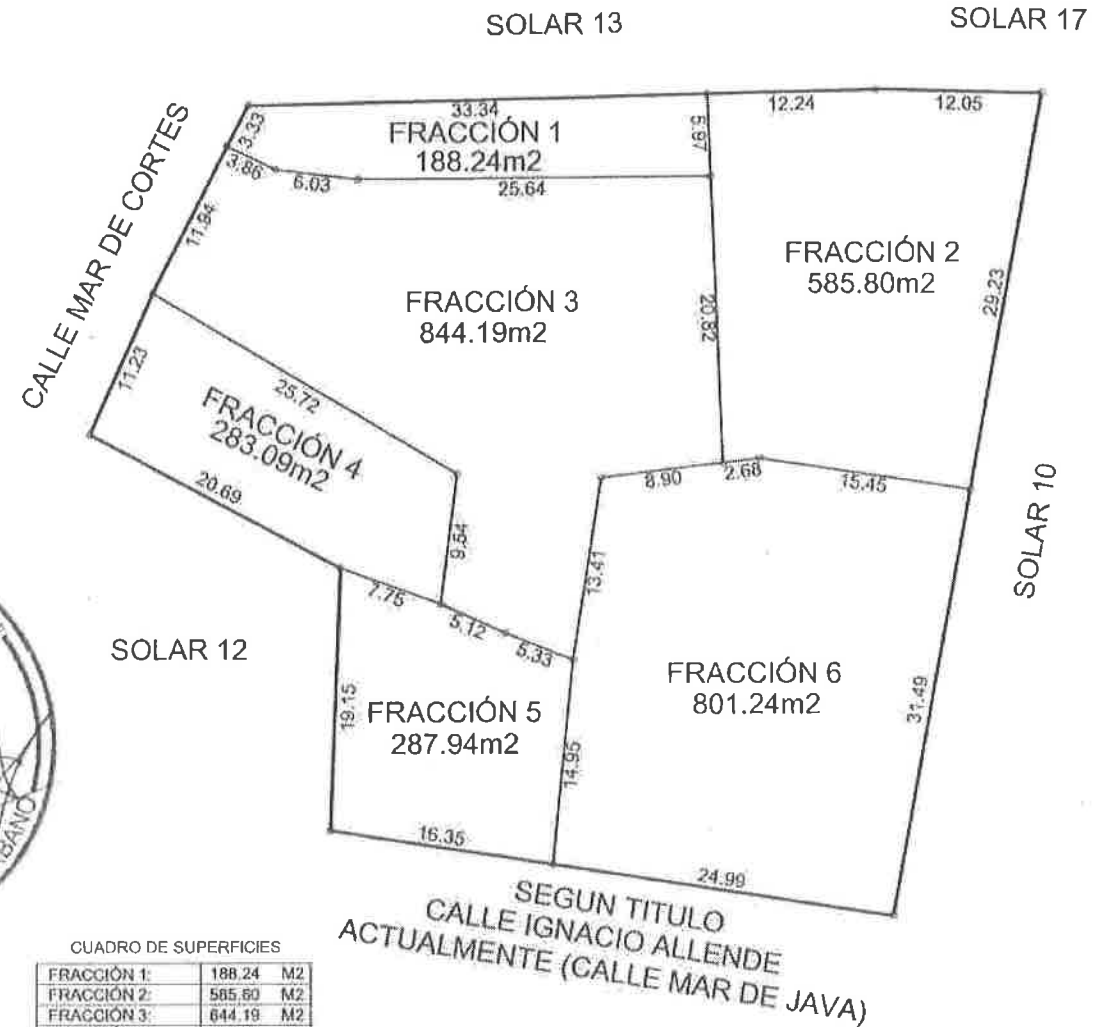 SOLAR 13
SOLAR 17
33.34
12.24
12.05
3.33
FRACCIÓN 1
188.24m2
5.97
3.86
6.03
25.64
CALLE MAR DE CORTES
11.94
FRACCIÓN 2
585.80m2
29.23
FRACCIÓN 3
844.19m2
20.82
11.23
25.72
FRACCIÓN 4
283.09m2
8.90
2.68
15.45
20.69
SOLAR 10
9.54
13.41
7.75
5.12
5.33
SOLAR 12
FRACCIÓN 6
801.24m2
31.49
19.15
FRACCIÓN 5
287.94m2
14.95
16.35
24.99
SEGUN TITULO
CALLE IGNACIO ALLENDE
ACTUALMENTE (CALLE MAR DE JAVA)
CUADRO DE SUPERFICIES
FRACCIÓN 1: 188.24 M2
FRACCIÓN 2: 585.80 M2
FRACCIÓN 3: 844.19 M2